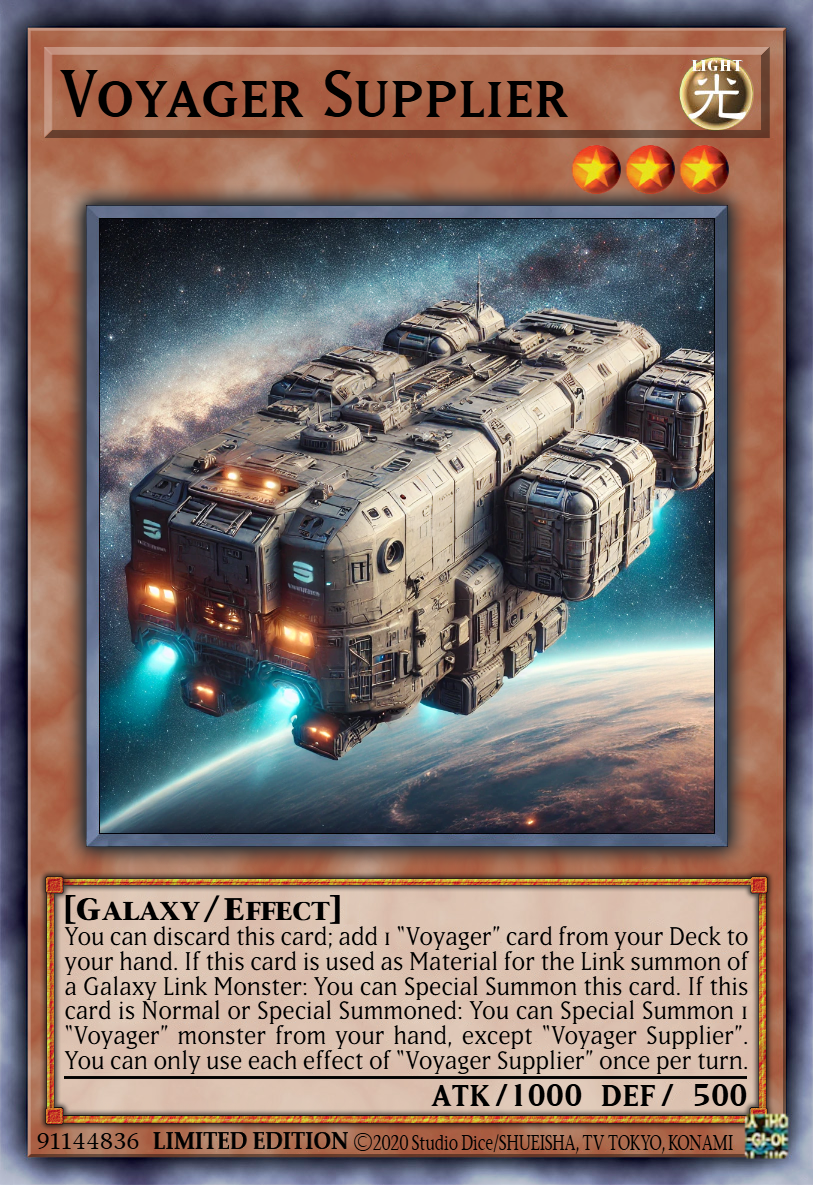 Voyager Supplier
LIGHT
光
[Galaxy/Effect]
You can discard this card; add 1 "Voyager" card from your Deck to
your hand. If this card is used as Material for the Link summon of
a Galaxy Link Monster: You can Special Summon this card. If this
card is Normal or Special Summoned: You can Special Summon 1
"Voyager" monster from your hand, except "Voyager Supplier".
You can only use each effect of "Voyager Supplier" once per turn.
ATK/1000 DEF/ 500
91144836 LIMITED EDITION ©2020 Studio Dice/SHUEISHA, TV TOKYO, KONAMI